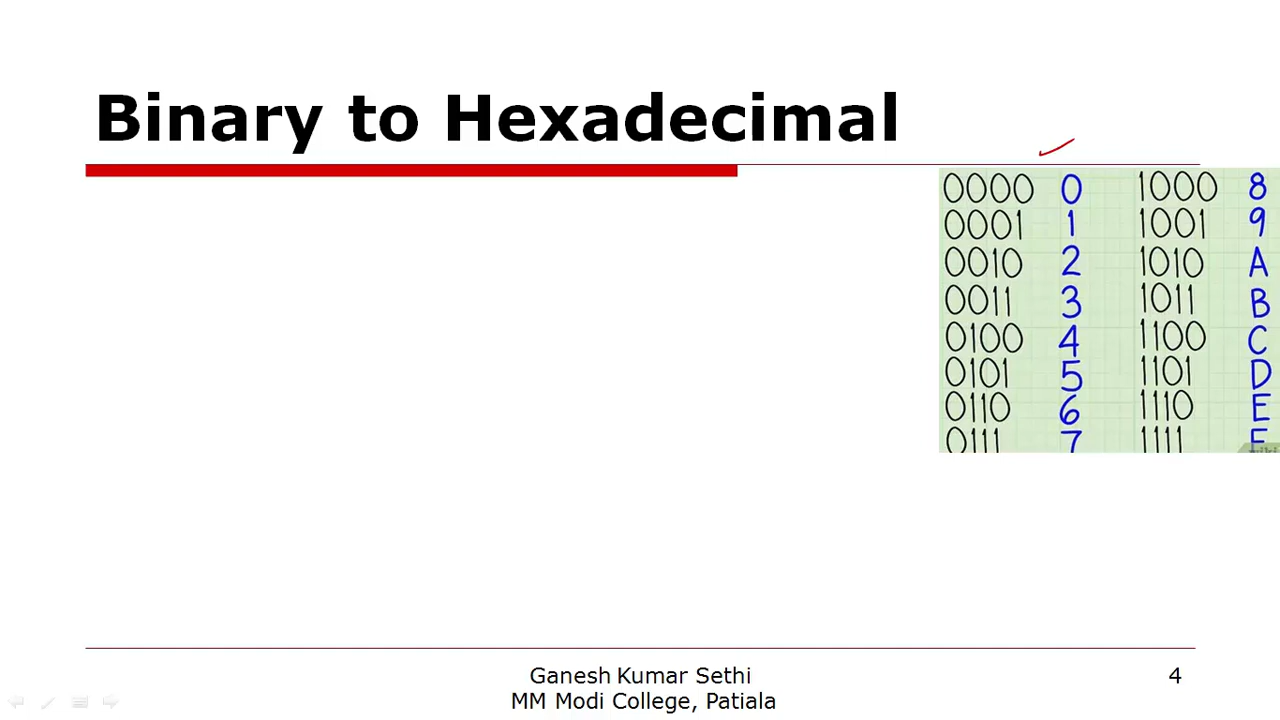 Binary to Hexadecimal
0000 0 1000 8
0001 1 1001 9
0010 2 1010 A
0011 3 1011 B
0100 4 1100 C
0101 5 1101 D
0110 6 1110 E
0111 7 1111 F
Ganesh Kumar Sethi
MM Modi College, Patiala
4